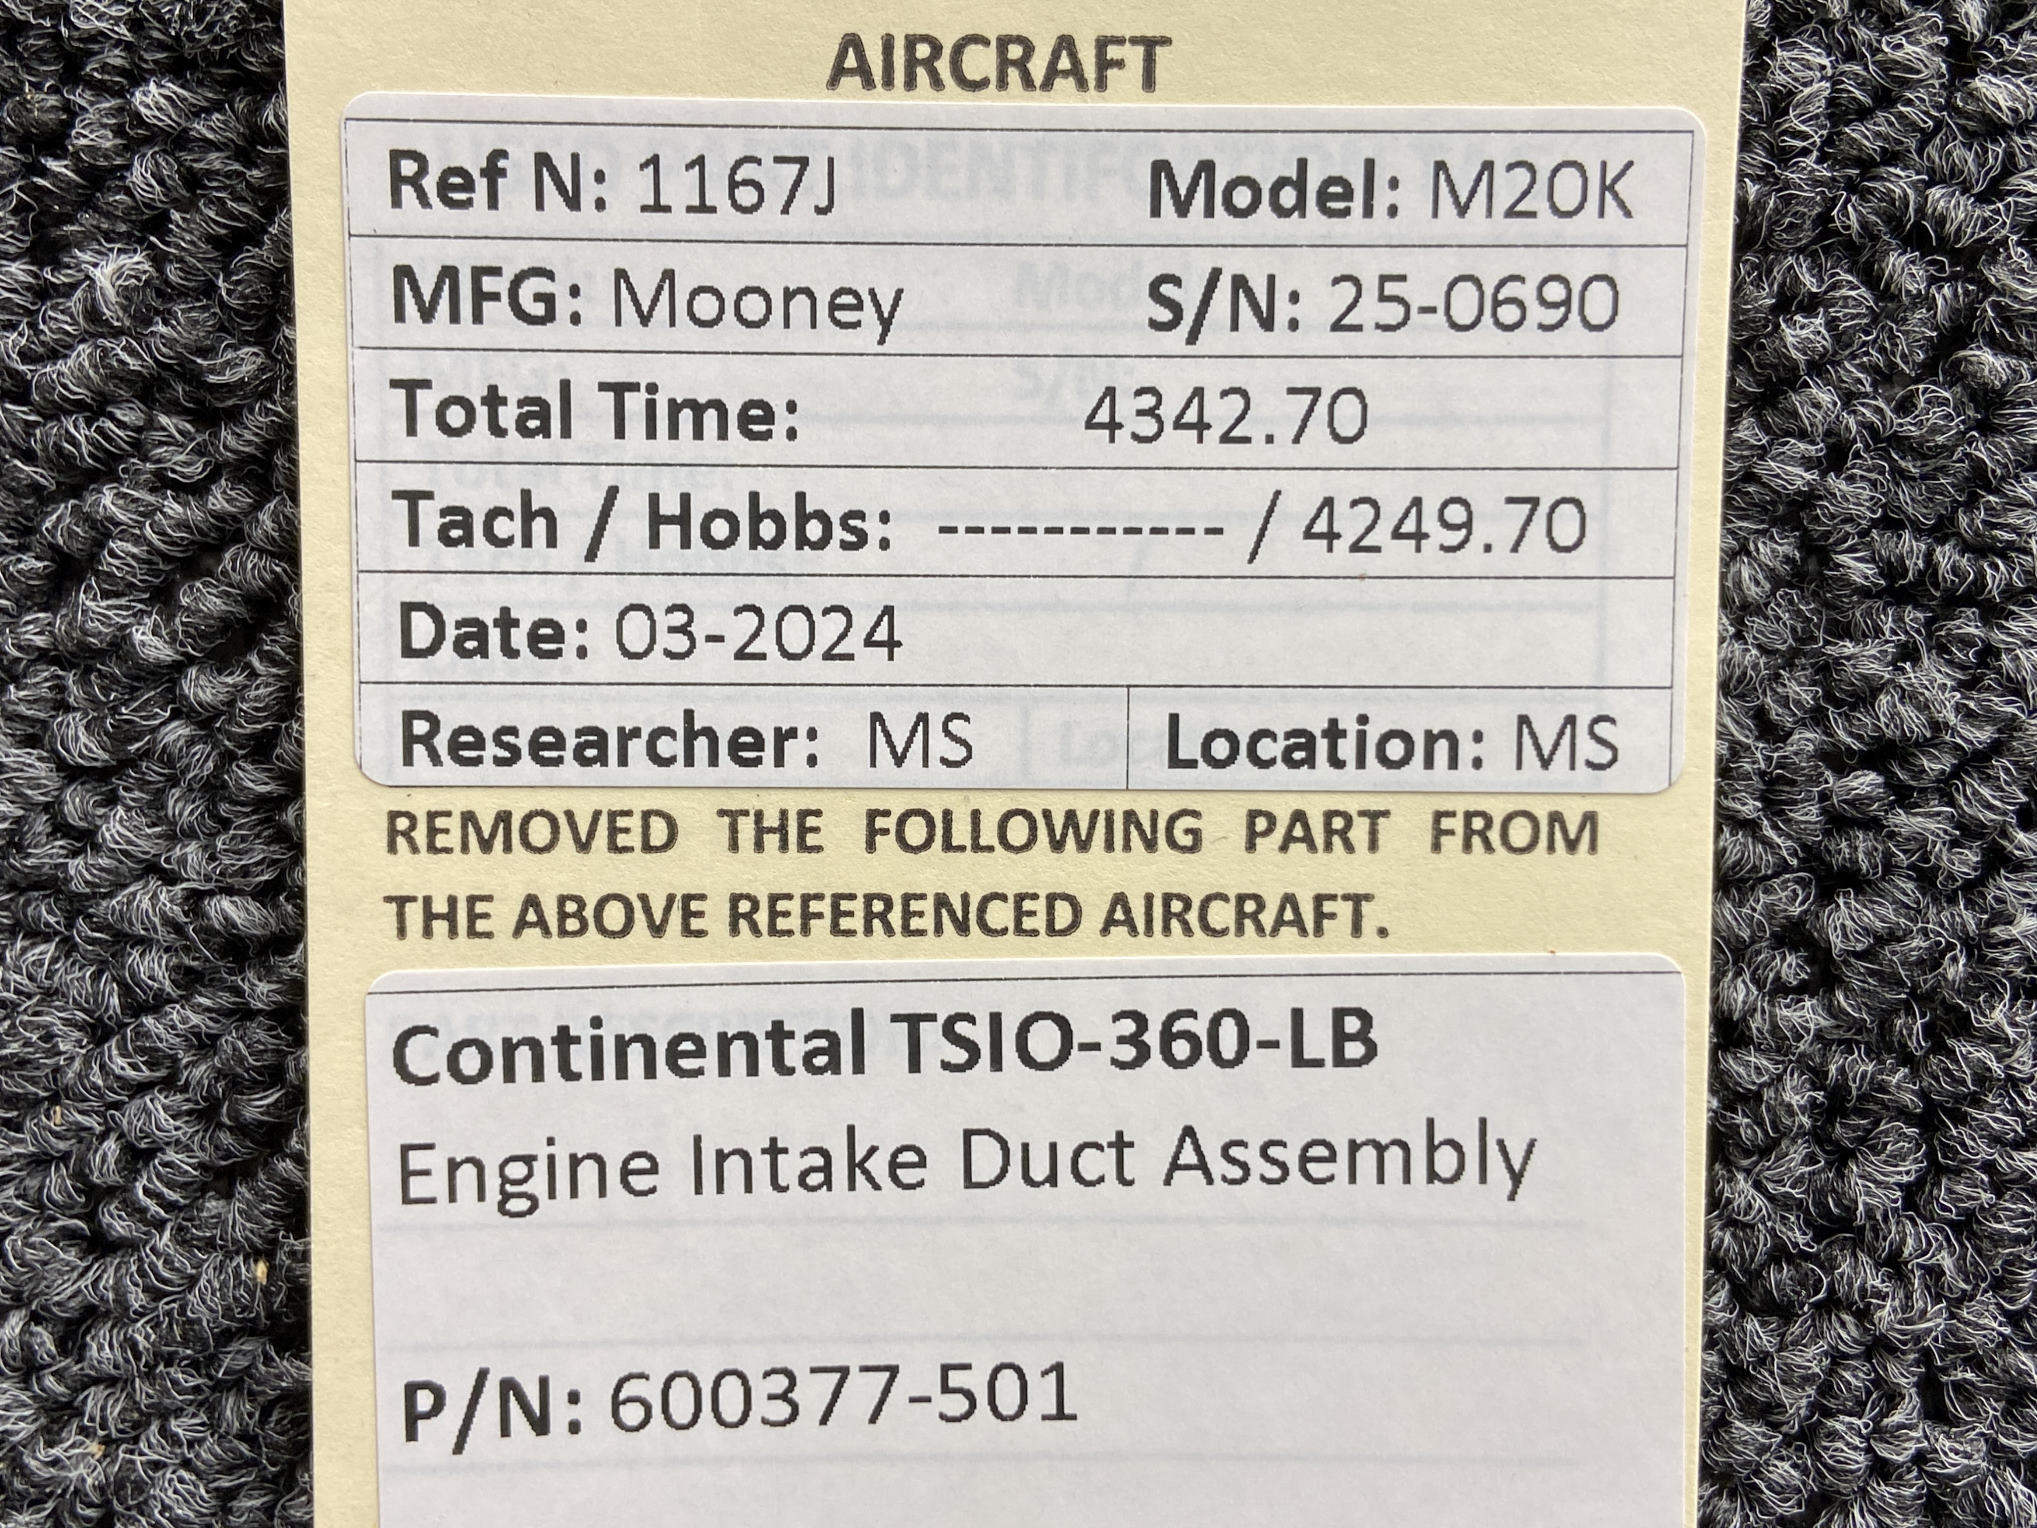 AIRCRAFT
Ref N: 1167J Model: M20K
MFG: Mooney S/N: 25-0690
Total Time: 4342.70
Tach / Hobbs: ----------- / 4249.70
Date: 03-2024
Researcher: MS Location: MS
REMOVED THE FOLLOWING PART FROM
THE ABOVE REFERENCED AIRCRAFT.
Continental TSIO-360-LB
Engine Intake Duct Assembly
P/N: 600377-501